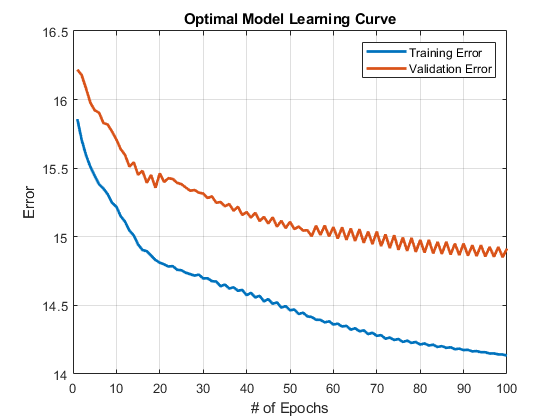 Optimal Model Learning Curve
16.5
16
15.5
15
14.5
14
Error
Training Error
Validation Error
0 10 20 30 40 50 60 70 80 90 100
# of Epochs